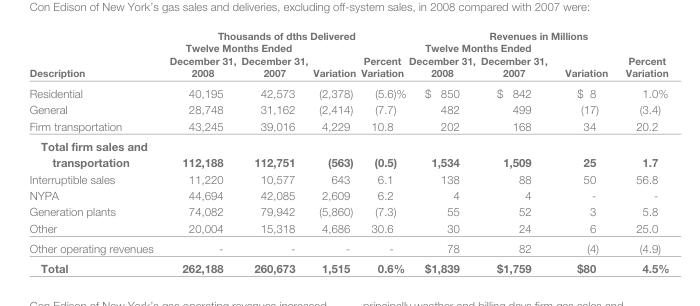 Con Edison of New York's gas sales and deliveries, excluding off-system sales, in 2008 compared with 2007 were:
Thousands of dths Delivered Revenues in Millions
Twelve Months Ended Twelve Months Ended
December 31, December 31, Percent December 31, December 31, Percent
Description 2008 2007 Variation Variation 2008 2007 Variation Variation
Residential 40,195 42,573 (2,378) (5.6)% $ 850 $ 842 $ 8 1.0%
General 28,748 31,162 (2,414) (7.7) 482 499 (17) (3.4)
Firm transportation 43,245 39,016 4,229 10.8 202 168 34 20.2
Total firm sales and
transportation 112,188 112,751 (563) (0.5) 1,534 1,509 25 1.7
Interruptible sales 11,220 10,577 643 6.1 138 88 50 56.8
NYPA 44,694 42,085 2,609 6.2 4 4 - -
Generation plants 74,082 79,942 (5,860) (7.3) 55 52 3 5.8
Other 20,004 15,318 4,686 30.6 30 24 6 25.0
Other operating revenues - - - - 78 82 (4) (4.9)
Total 262,188 260,673 1,515 0.6% $1,839 $1,759 $80 4.5%